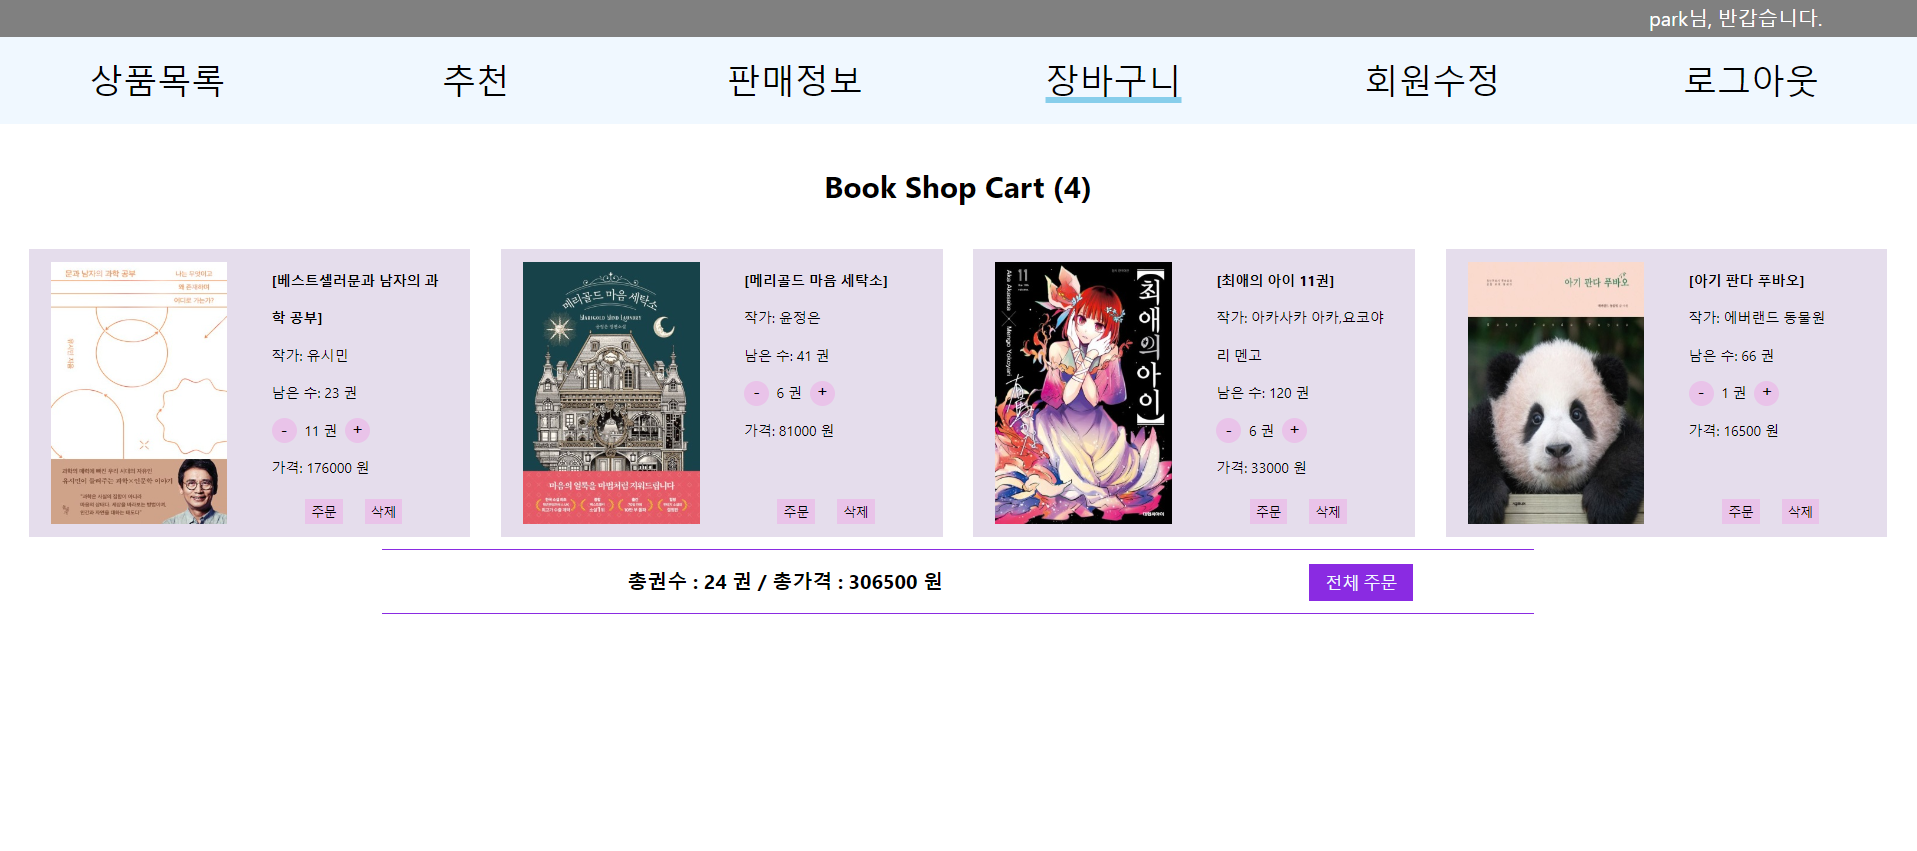 park님, 반갑습니다.
상품목록 추천 판매정보 장바구니 회원수정 로그아웃
Book Shop Cart (4)
문과 남자의 과학 공부
나는 무엇이고
왜 존재하며
어디로 가는가?
유시민 지음
과학의 매력에 빠진 우리 시대의 지유인
유시민이 들려주는 과학×인문학 이야기
[베스트셀러문과 남자의 과
학 공부]
작가: 유시민
남은 수: 23 권
- 11 권 +
가격: 176000 원
주문 삭제
메리골드 마음 세탁소
MARIGOLD MIND LAUNDRY
윤정은 장편소설
마음의 얼룩을 마법처럼 지워드립니다
[메리골드 마음 세탁소]
작가: 윤정은
남은 수: 41 권
- 6 권 +
가격: 81000 원
주문 삭제
11
Aka Akasaka × Mengo Yokoyari
【최애의 아이】
[최애의 아이 11권]
작가: 아카사카 아카,요코야
리 멘고
남은 수: 120 권
- 6 권 +
가격: 33000 원
주문 삭제
아기 판다 푸바오
Baby Panda Fubao
[아기 판다 푸바오]
작가: 에버랜드 동물원
남은 수: 66 권
- 1 권 +
가격: 16500 원
주문 삭제
총권수 : 24 권 / 총가격 : 306500 원
전체 주문